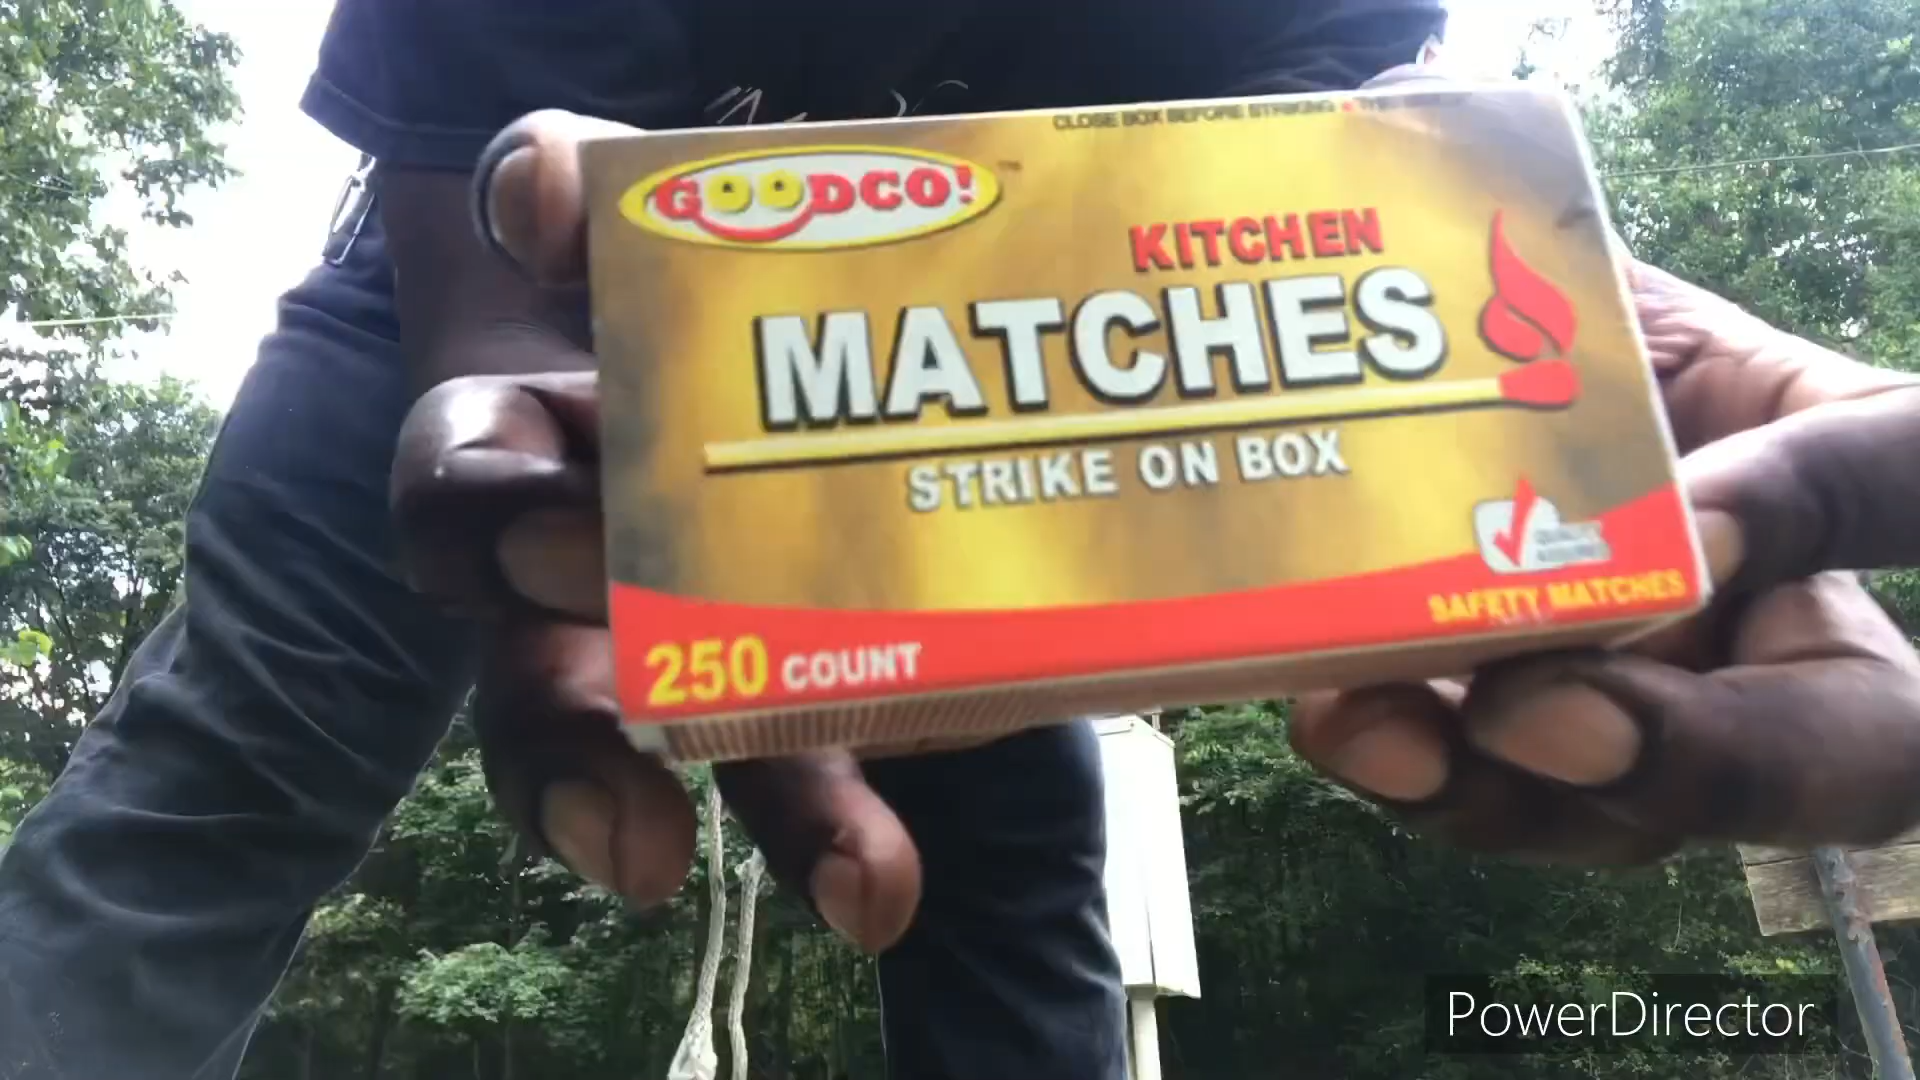 CLOSE BOX BEFORE STRIKING
GOODCO!
KITCHEN
MATCHES
STRIKE ON BOX
SAFETY MATCHES
250 COUNT
PowerDirector